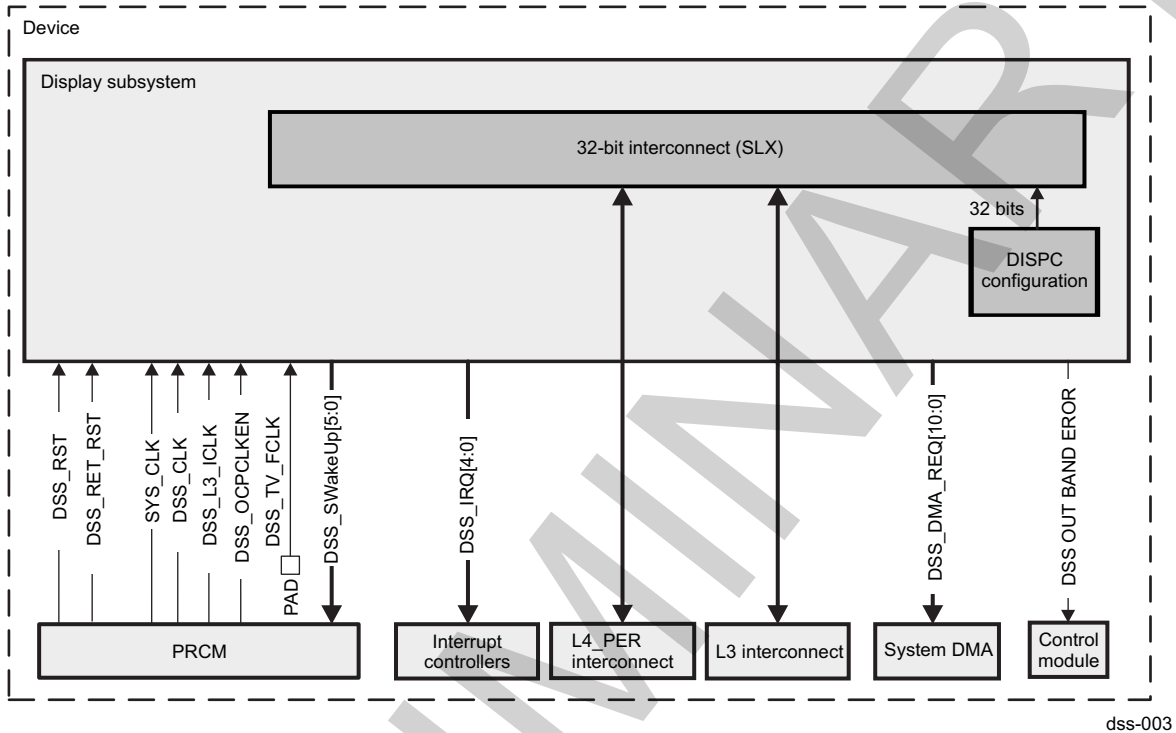 Device
Display subsystem
32-bit interconnect (SLX)
32 bits
DISPC
configuration
DSS_RST
DSS_RET_RST
SYS_CLK
DSS_CLK
DSS_L3_ICLK
DSS_OCPCLKEN
DSS_TV_FCLK
PAD
DSS_SWakeUp[5:0]
DSS_IRQ[4:0]
DSS_DMA_REQ[10:0]
DSS OUT BAND EROR
PRCM
Interrupt
controllers
L4_PER
interconnect
L3 interconnect
System DMA
Control
module
dss-003